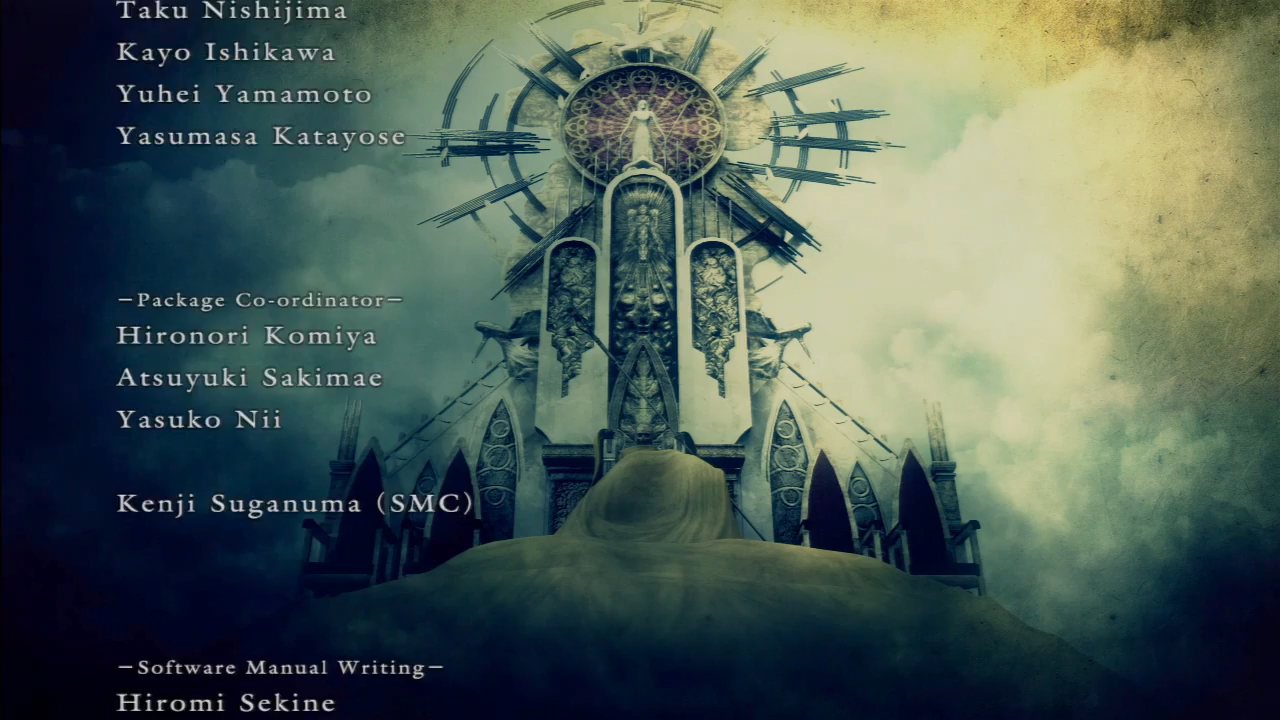 Taku Nishijima
Kayo Ishikawa
Yuhei Yamamoto
Yasumasa Katayose
—Package Co-ordinator—
Hironori Komiya
Atsuyuki Sakimae
Yasuko Nii
Kenji Suganuma (SMC)
—Software Manual Writing—
Hiromi Sekine